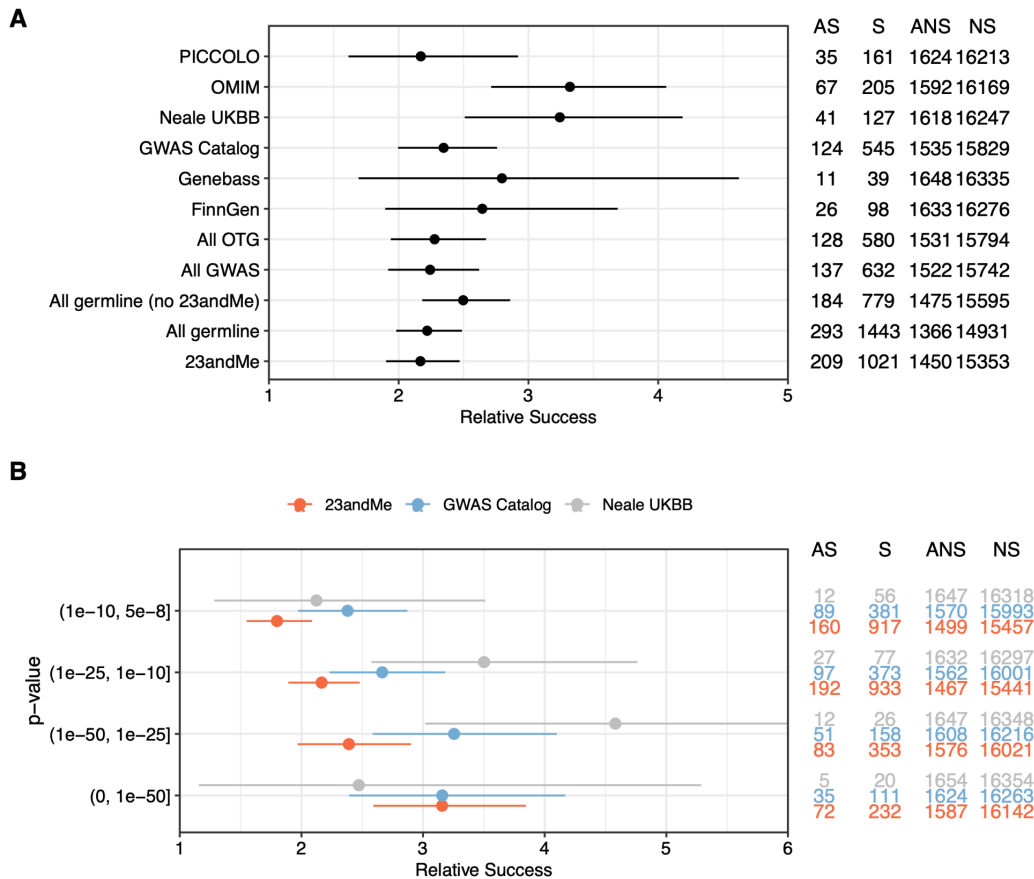 A
AS S ANS NS
PICCOLO 35 161 1624 16213
OMIM 67 205 1592 16169
Neale UKBB 41 127 1618 16247
GWAS Catalog 124 545 1535 15829
Genebass 11 39 1648 16335
FinnGen 26 98 1633 16276
All OTG 128 580 1531 15794
All GWAS 137 632 1522 15742
All germline (no 23andMe) 184 779 1475 15595
All germline 293 1443 1366 14931
23andMe 209 1021 1450 15353
1 2 3 4 5
Relative Success
B
23andMe GWAS Catalog Neale UKBB
AS S ANS NS
12 56 1647 16318
(1e−10, 5e−8] 89 381 1570 15993
160 917 1499 15457
27 77 1632 16297
(1e−25, 1e−10] 97 373 1562 16001
192 933 1467 15441
12 26 1647 16348
(1e−50, 1e−25] 51 158 1608 16216
83 353 1576 16021
5 20 1654 16354
(0, 1e−50] 35 111 1624 16263
72 232 1587 16142
p−value
1 2 3 4 5 6
Relative Success